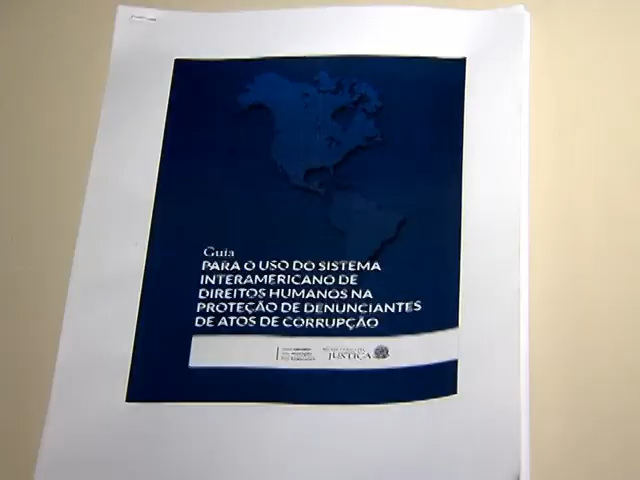 Guia
PARA O USO DO SISTEMA
INTERAMERICANO DE
DIREITOS HUMANOS NA
PROTEÇÃO DE DENUNCIANTES
DE ATOS DE CORRUPÇÃO
JUSTIÇA